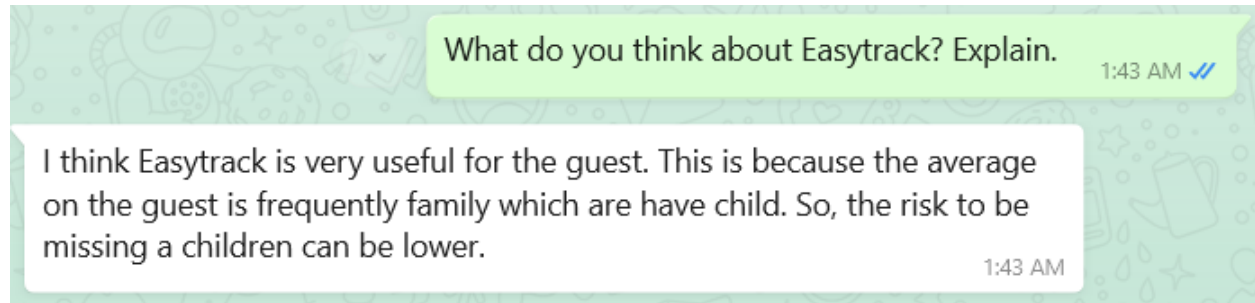 What do you think about Easytrack? Explain.
1:43 AM
I think Easytrack is very useful for the guest. This is because the average
on the guest is frequently family which are have child. So, the risk to be
missing a children can be lower.
1:43 AM